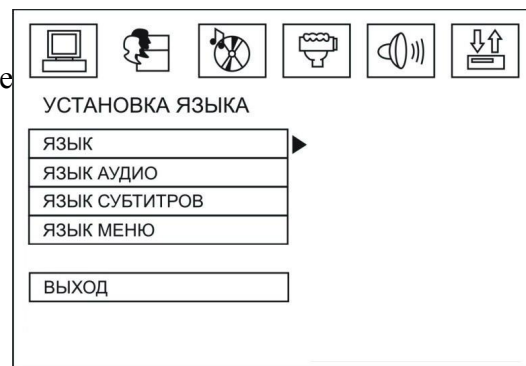 е
УСТАНОВКА ЯЗЫКА
ЯЗЫК
ЯЗЫК АУДИО
ЯЗЫК СУБТИТРОВ
ЯЗЫК МЕНЮ
ВЫХОД